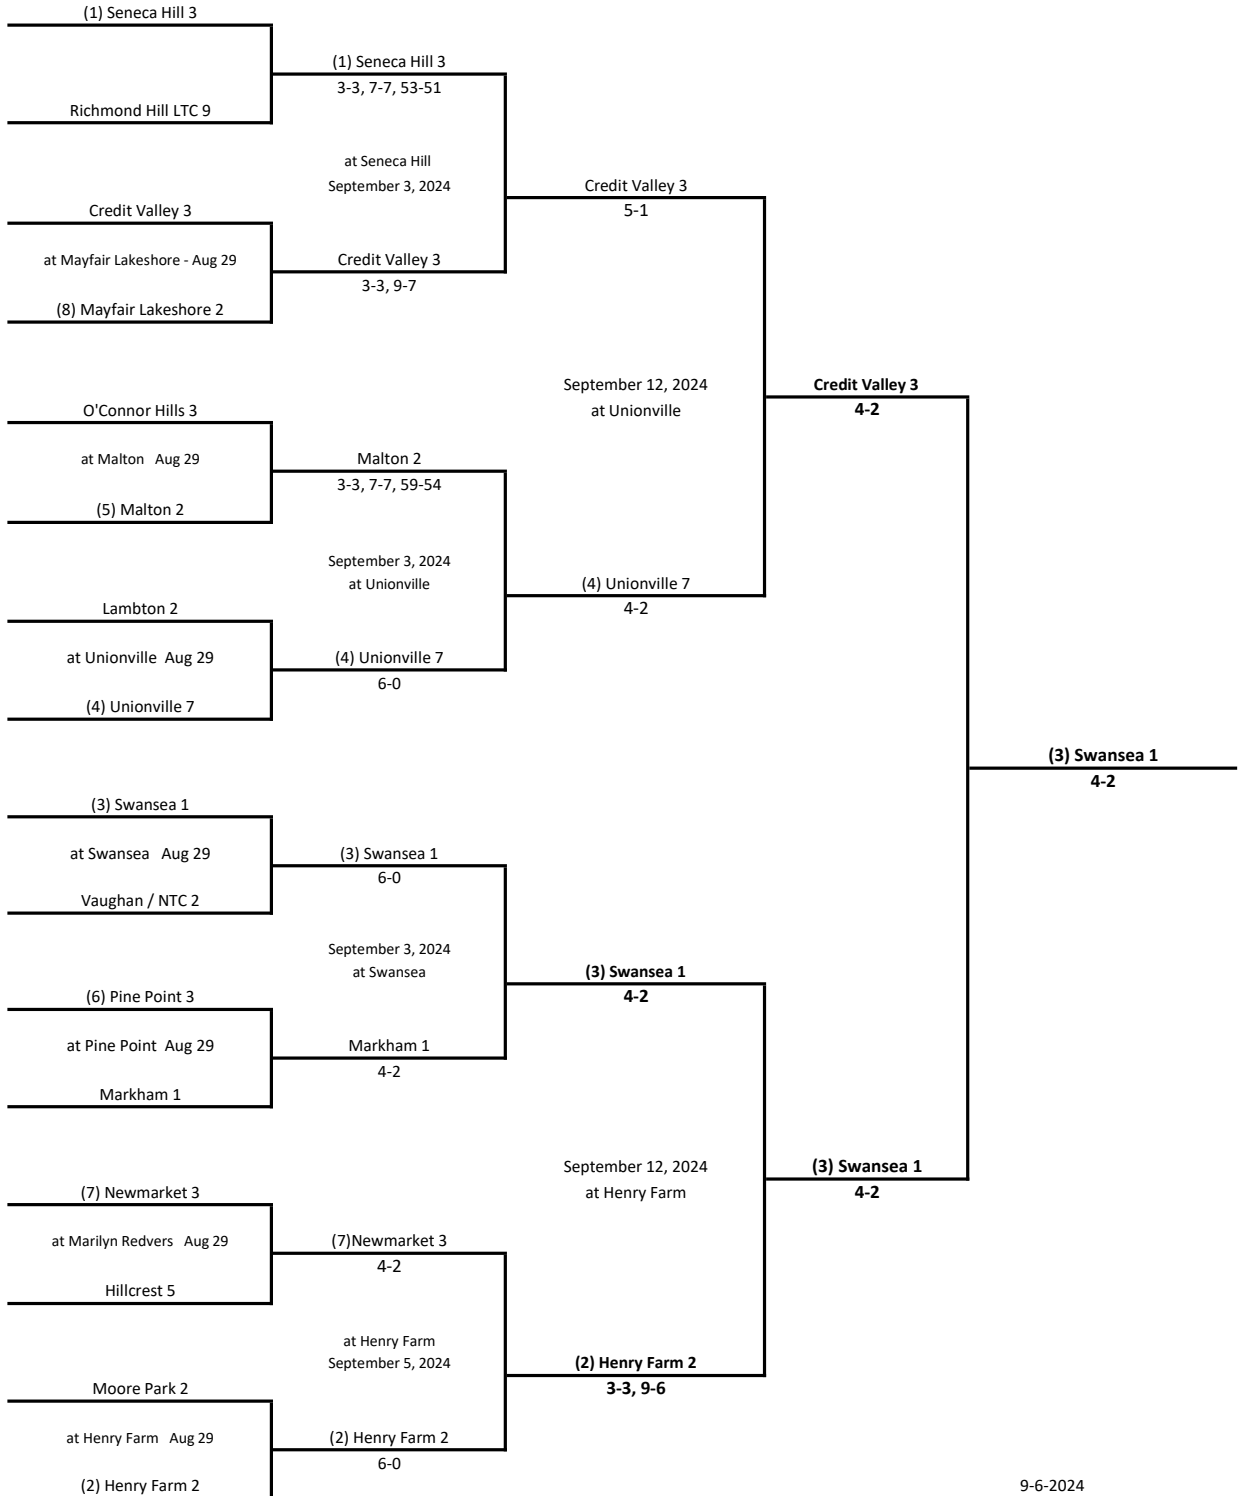 (1) Seneca Hill 3
(1) Seneca Hill 3
3-3, 7-7, 53-51
Richmond Hill LTC 9
at Seneca Hill
September 3, 2024
Credit Valley 3
5-1
Credit Valley 3
at Mayfair Lakeshore - Aug 29
Credit Valley 3
3-3, 9-7
(8) Mayfair Lakeshore 2
September 12, 2024
at Unionville
Credit Valley 3
4-2
O'Connor Hills 3
at Malton   Aug 29
Malton 2
3-3, 7-7, 59-54
(5) Malton 2
September 3, 2024
at Unionville
(4) Unionville 7
4-2
Lambton 2
at Unionville  Aug 29
(4) Unionville 7
6-0
(4) Unionville 7
(3) Swansea 1
4-2
(3) Swansea 1
at Swansea   Aug 29
(3) Swansea 1
6-0
Vaughan / NTC 2
September 3, 2024
at Swansea
(3) Swansea 1
4-2
(6) Pine Point 3
at Pine Point  Aug 29
Markham 1
4-2
Markham 1
September 12, 2024
at Henry Farm
(3) Swansea 1
4-2
(7) Newmarket 3
at Marilyn Redvers   Aug 29
(7)Newmarket 3
4-2
Hillcrest 5
at Henry Farm
September 5, 2024
(2) Henry Farm 2
3-3, 9-6
Moore Park 2
at Henry Farm   Aug 29
(2) Henry Farm 2
6-0
(2) Henry Farm 2
9-6-2024